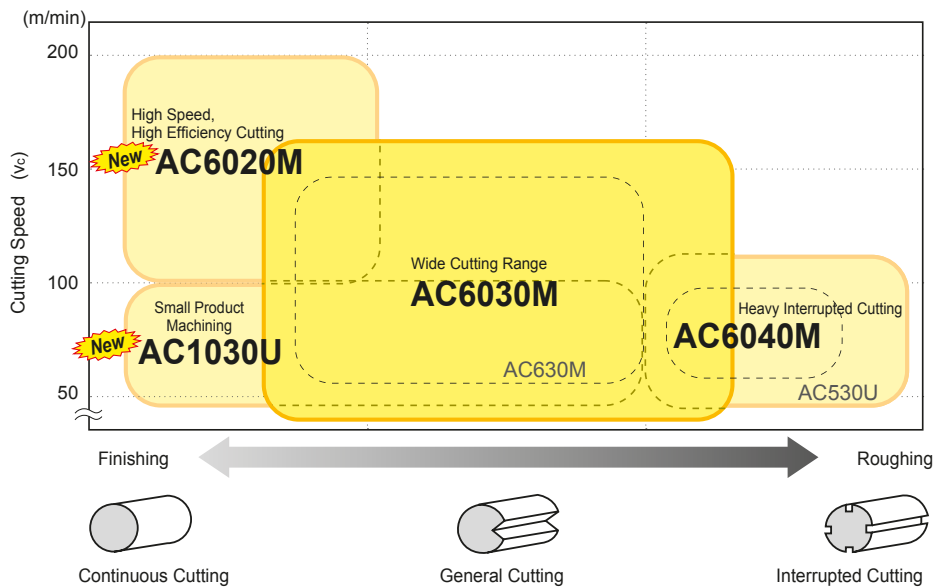 (m/min)
200
150
100
50
Cutting Speed (vc)
High Speed,
High Efficiency Cutting
New
AC6020M
Wide Cutting Range
AC6030M
Small Product
Machining
New
AC1030U
Heavy Interrupted Cutting
AC6040M
AC630M
AC530U
Finishing
Roughing
Continuous Cutting
General Cutting
Interrupted Cutting